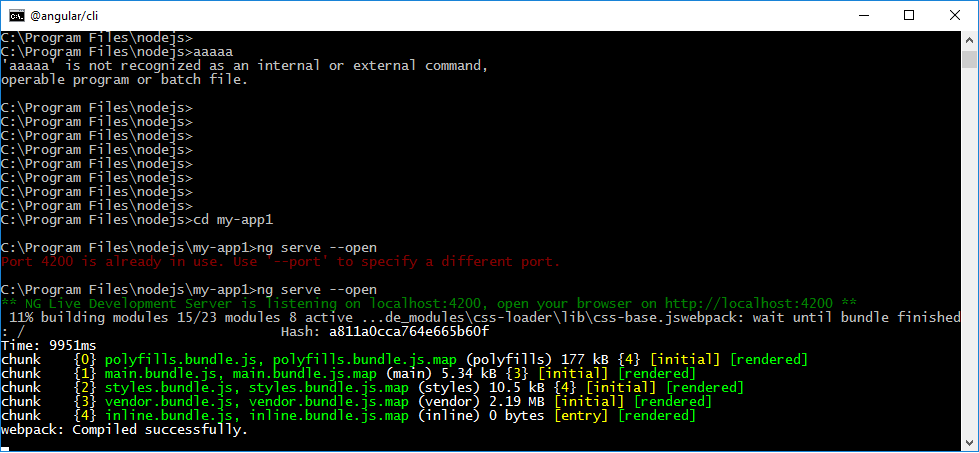 @angular/cli
C:\Program Files\nodejs>
C:\Program Files\nodejs>aaaaa
'aaaaa' is not recognized as an internal or external command,
operable program or batch file.
C:\Program Files\nodejs>
C:\Program Files\nodejs>
C:\Program Files\nodejs>
C:\Program Files\nodejs>
C:\Program Files\nodejs>
C:\Program Files\nodejs>
C:\Program Files\nodejs>
C:\Program Files\nodejs>
C:\Program Files\nodejs>cd my-app1
C:\Program Files\nodejs\my-app1>ng serve --open
Port 4200 is already in use. Use '--port' to specify a different port.
C:\Program Files\nodejs\my-app1>ng serve --open
** NG Live Development Server is listening on localhost:4200, open your browser on http://localhost:4200 **
 11% building modules 15/23 modules 8 active ...de_modules\css-loader\lib\css-base.jswebpack: wait until bundle finished
: / Hash: a811a0cca764e665b60f
Time: 9951ms
chunk {0} polyfills.bundle.js, polyfills.bundle.js.map (polyfills) 177 kB {4} [initial] [rendered]
chunk {1} main.bundle.js, main.bundle.js.map (main) 5.34 kB {3} [initial] [rendered]
chunk {2} styles.bundle.js, styles.bundle.js.map (styles) 10.5 kB {4} [initial] [rendered]
chunk {3} vendor.bundle.js, vendor.bundle.js.map (vendor) 2.19 MB [initial] [rendered]
chunk {4} inline.bundle.js, inline.bundle.js.map (inline) 0 bytes [entry] [rendered]
webpack: Compiled successfully.